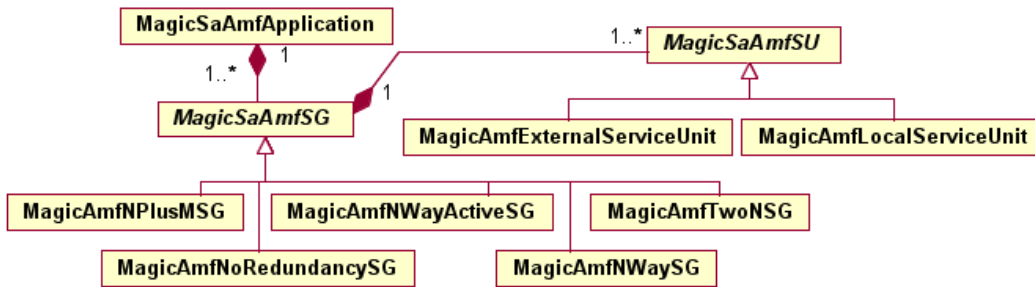 MagicSaAmfApplication
1
1..*
1..*
MagicSaAmfSU
1
MagicSaAmfSG
MagicAmfExternalServiceUnit
MagicAmfLocalServiceUnit
MagicAmfNPlusMSG
MagicAmfNWayActiveSG
MagicAmfTwoNSG
MagicAmfNoRedundancySG
MagicAmfNWaySG